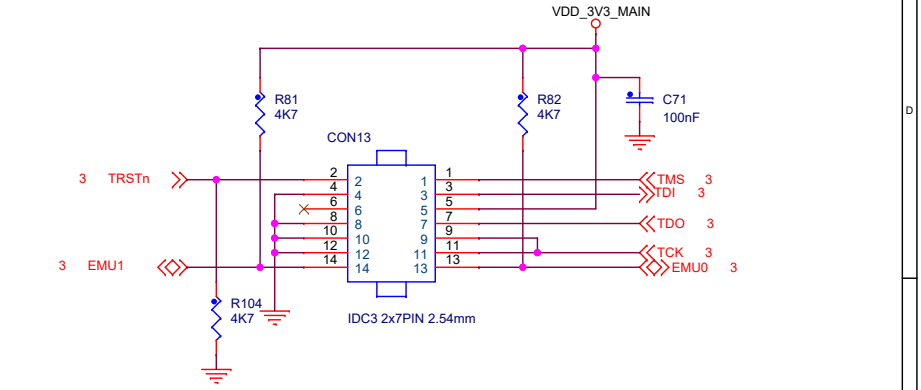 VDD_3V3_MAIN
D
R81
4K7
R82
4K7
C71
100nF
CON13
3 TRSTn 2 2 1 1 TMS 3
4 4 3 3 TDI 3
6 6 5 5
8 8 7 7 TDO 3
10 10 9 9
12 12 11 11 TCK 3
3 EMU1 14 14 13 13 EMU0 3
R104
4K7
IDC3 2x7PIN 2.54mm